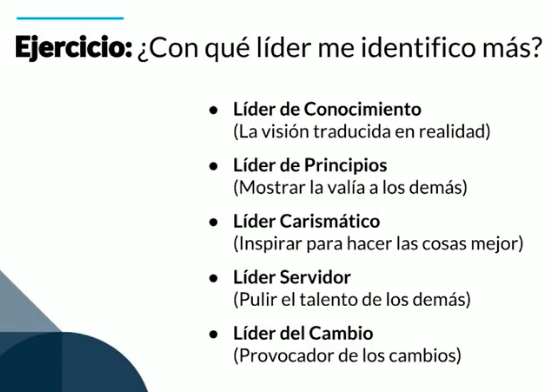 Ejercicio: ¿Con qué líder me identifico más?
● Líder de Conocimiento
(La visión traducida en realidad)
● Líder de Principios
(Mostrar la valía a los demás)
● Líder Carismático
(Inspirar para hacer las cosas mejor)
● Líder Servidor
(Pulir el talento de los demás)
● Líder del Cambio
(Provocador de los cambios)